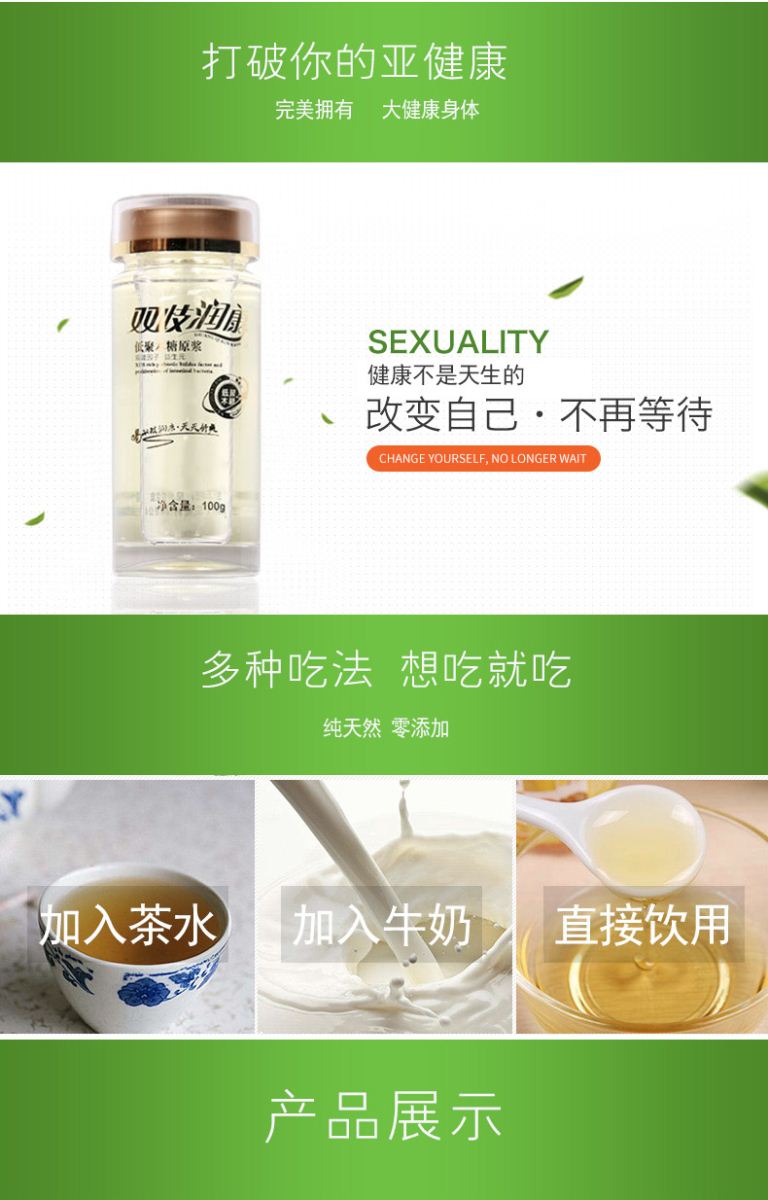 打破你的亚健康
完美拥有 大健康身体
双歧润康
低聚木糖原浆
SEXUALITY
健康不是天生的
改变自己·不再等待
CHANGE YOURSELF, NO LONGER WAIT
净含量：100g
多种吃法 想吃就吃
纯天然 零添加
加入茶水
加入牛奶
直接饮用
产品展示